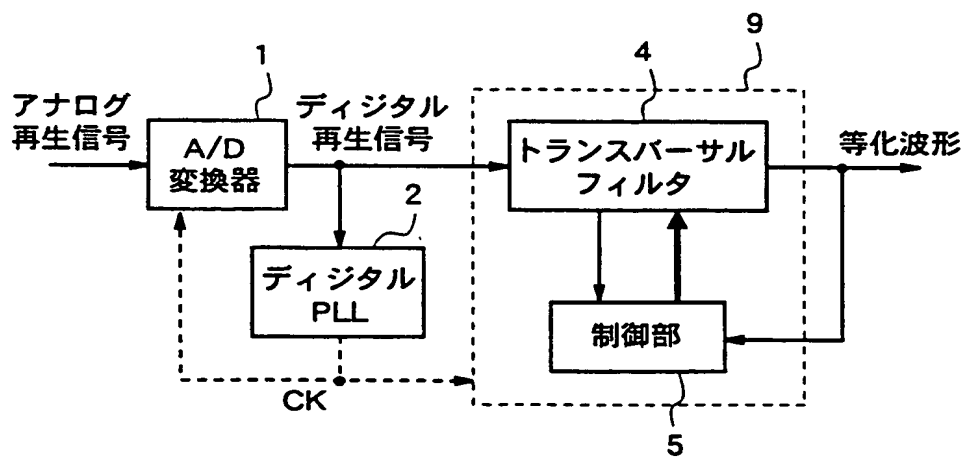 9
1
4
アナログ
再生信号
A/D
変換器
ディジタル
再生信号
トランスバーサル
フィルタ
等化波形
2
ディジタル
PLL
制御部
CK
5